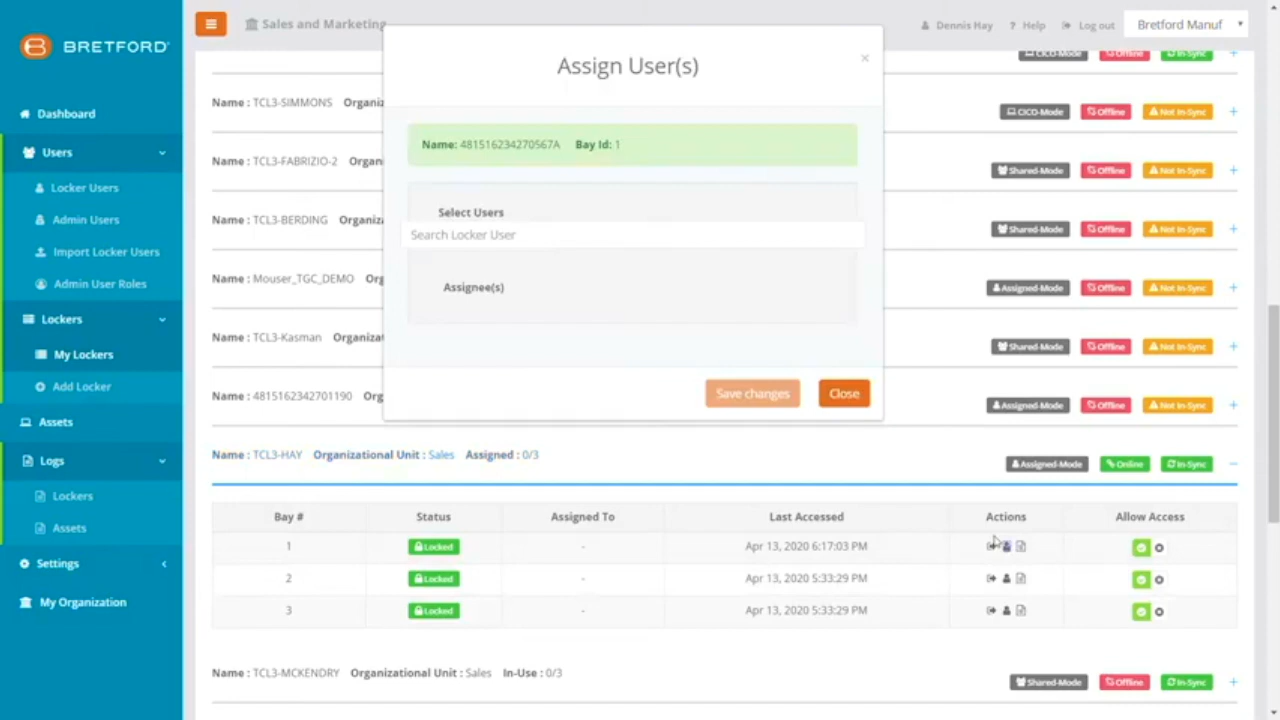 BRETFORD
Dashboard
Users
Locker Users
Admin Users
Import Locker Users
Admin User Roles
Lockers
My Lockers
Add Locker
Assets
Logs
Lockers
Assets
Settings
My Organization
Sales and Marketing
Dennis Hay ? Help Log out Bretford Manuf
CICO-Mode Offline In-Sync +
Name : TCL3-SIMMONS Organiz CICO-Mode Offline Not In-Sync +
Name : TCL3-FABRIZIO-2 Organ Shared-Mode Offline Not In-Sync +
Name : TCL3-BERDING Organiz Shared-Mode Offline Not In-Sync +
Name : Mouser_TGC_DEMO Org Assigned-Mode Offline Not In-Sync +
Name : TCL3-Kasman Organiza Shared-Mode Offline Not In-Sync +
Name : 4815162342701190 Org Assigned-Mode Offline Not In-Sync +
Assign User(s) ×
Name: 481516234270567A Bay Id: 1
Select Users
Search Locker User
Assignee(s)
Save changes Close
Name : TCL3-HAY Organizational Unit : Sales Assigned : 0/3 Assigned-Mode Online In-Sync −
Bay # Status Assigned To Last Accessed Actions Allow Access
1 Locked - Apr 13, 2020 6:17:03 PM
2 Locked - Apr 13, 2020 5:33:29 PM
3 Locked - Apr 13, 2020 5:33:29 PM
Name : TCL3-MCKENDRY Organizational Unit : Sales In-Use : 0/3 Shared-Mode Offline In-Sync +